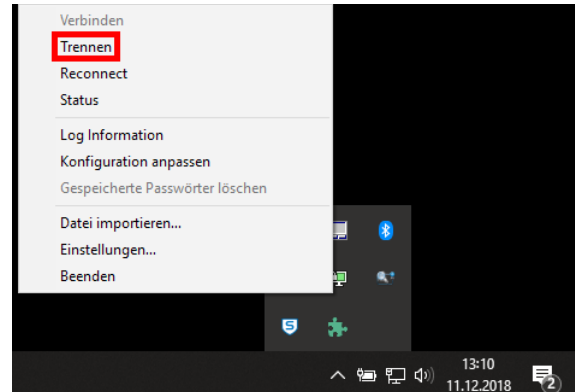 Verbinden
Trennen
Reconnect
Status
Log Information
Konfiguration anpassen
Gespeicherte Passwörter löschen
Datei importieren...
Einstellungen...
Beenden
13:10
11.12.2018
2